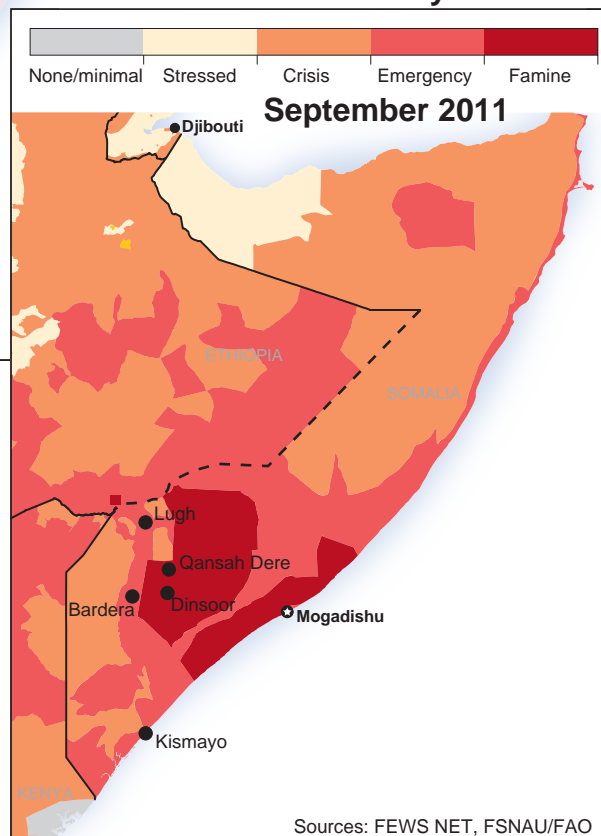 None/minimal Stressed Crisis Emergency Famine
September 2011
Djibouti
ETHIOPIA
SOMALIA
Lugh
Qansah Dere
Bardera
Dinsoor
Mogadishu
Kismayo
KENYA
Sources: FEWS NET, FSNAU/FAO